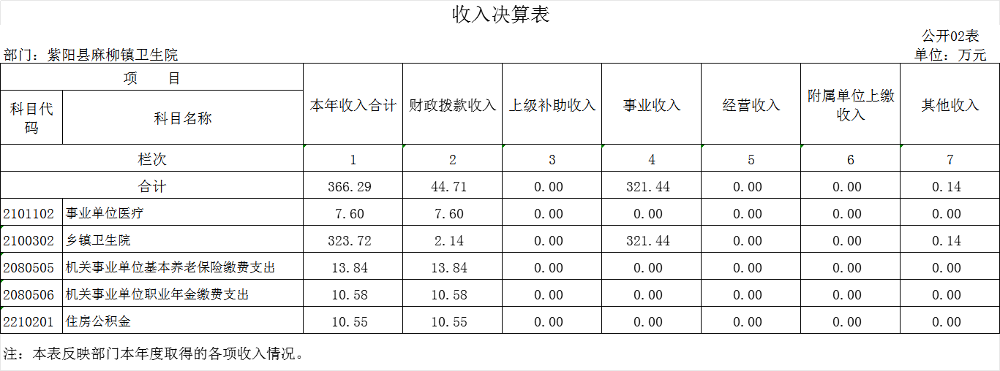 收入决算表
公开02表
部门：紫阳县麻柳镇卫生院 单位：万元
项 目 本年收入合计 财政拨款收入 上级补助收入 事业收入 经营收入 附属单位上缴收入 其他收入
科目代码 科目名称
栏次 1 2 3 4 5 6 7
合计 366.29 44.71 0.00 321.44 0.00 0.00 0.14
2101102 事业单位医疗 7.60 7.60 0.00 0.00 0.00 0.00 0.00
2100302 乡镇卫生院 323.72 2.14 0.00 321.44 0.00 0.00 0.14
2080505 机关事业单位基本养老保险缴费支出 13.84 13.84 0.00 0.00 0.00 0.00 0.00
2080506 机关事业单位职业年金缴费支出 10.58 10.58 0.00 0.00 0.00 0.00 0.00
2210201 住房公积金 10.55 10.55 0.00 0.00 0.00 0.00 0.00
注：本表反映部门本年度取得的各项收入情况。